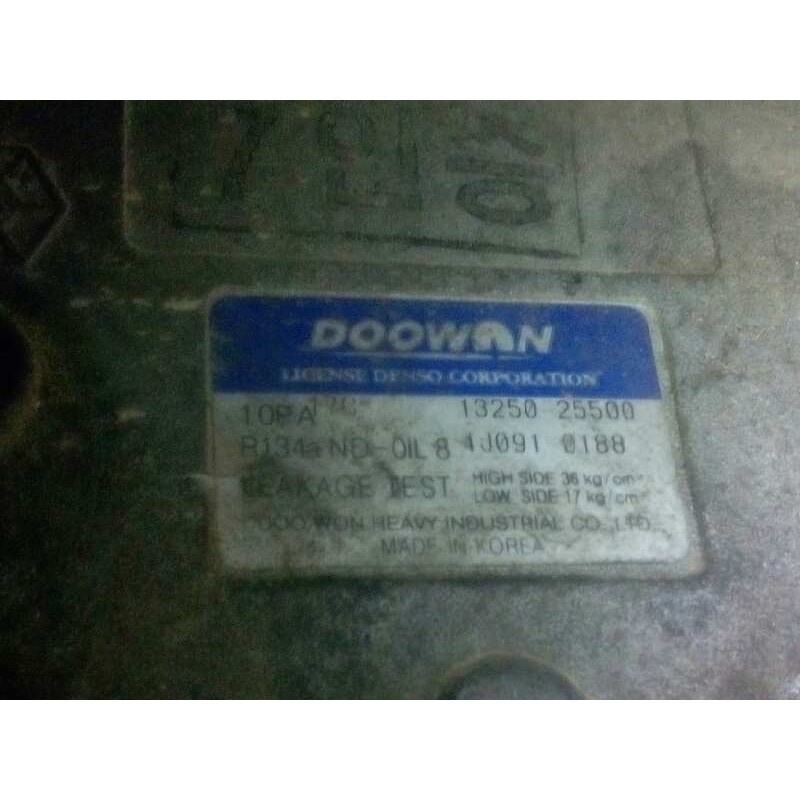 DOOWON
LICENSE DENSO CORPORATION
10PA 17C 13250 25500
R134a ND-OIL 8 4J091 0188
LEAKAGE TEST HIGH SIDE 36 kg/cm²
LOW SIDE 17 kg/cm²
DOO WON HEAVY INDUSTRIAL CO., LTD.
MADE IN KOREA